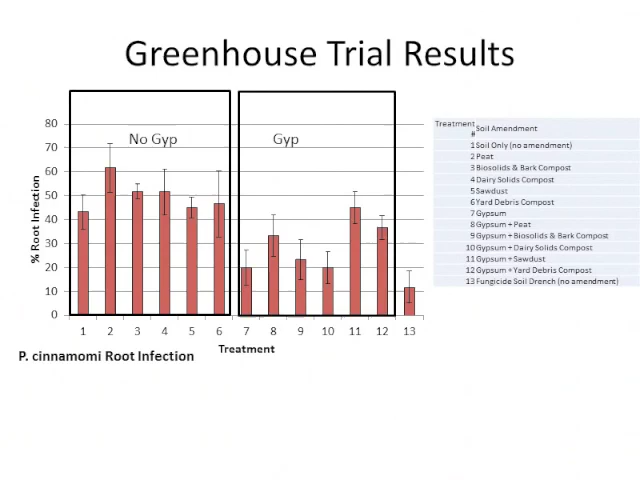 Greenhouse Trial Results
No Gyp
Gyp
80
70
60
50
40
30
20
10
0
% Root Infection
1 2 3 4 5 6 7 8 9 10 11 12 13
Treatment
P. cinnamomi Root Infection
Treatment # Soil Amendment
1 Soil Only (no amendment)
2 Peat
3 Biosolids & Bark Compost
4 Dairy Solids Compost
5 Sawdust
6 Yard Debris Compost
7 Gypsum
8 Gypsum + Peat
9 Gypsum + Biosolids & Bark Compost
10 Gypsum + Dairy Solids Compost
11 Gypsum + Sawdust
12 Gypsum + Yard Debris Compost
13 Fungicide Soil Drench (no amendment)